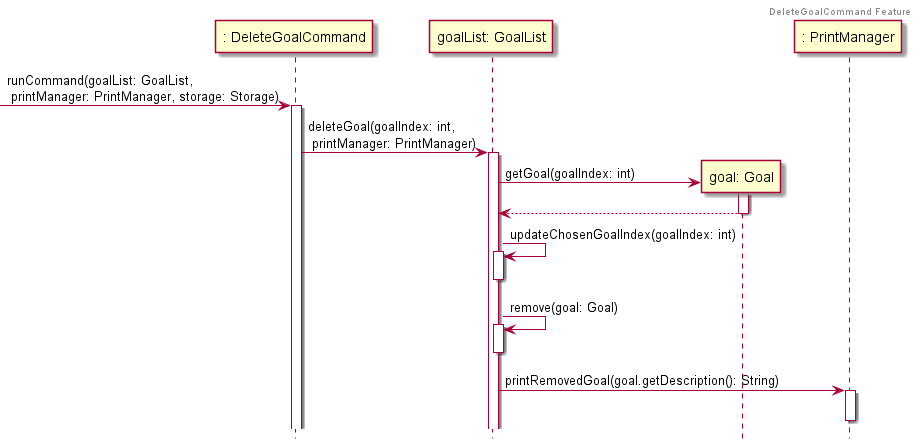 DeleteGoalCommand Feature
: DeleteGoalCommand
goalList: GoalList
: PrintManager
runCommand(goalList: GoalList,
printManager: PrintManager, storage: Storage)
deleteGoal(goalIndex: int,
printManager: PrintManager)
getGoal(goalIndex: int)
goal: Goal
updateChosenGoalIndex(goalIndex: int)
remove(goal: Goal)
printRemovedGoal(goal.getDescription(): String)